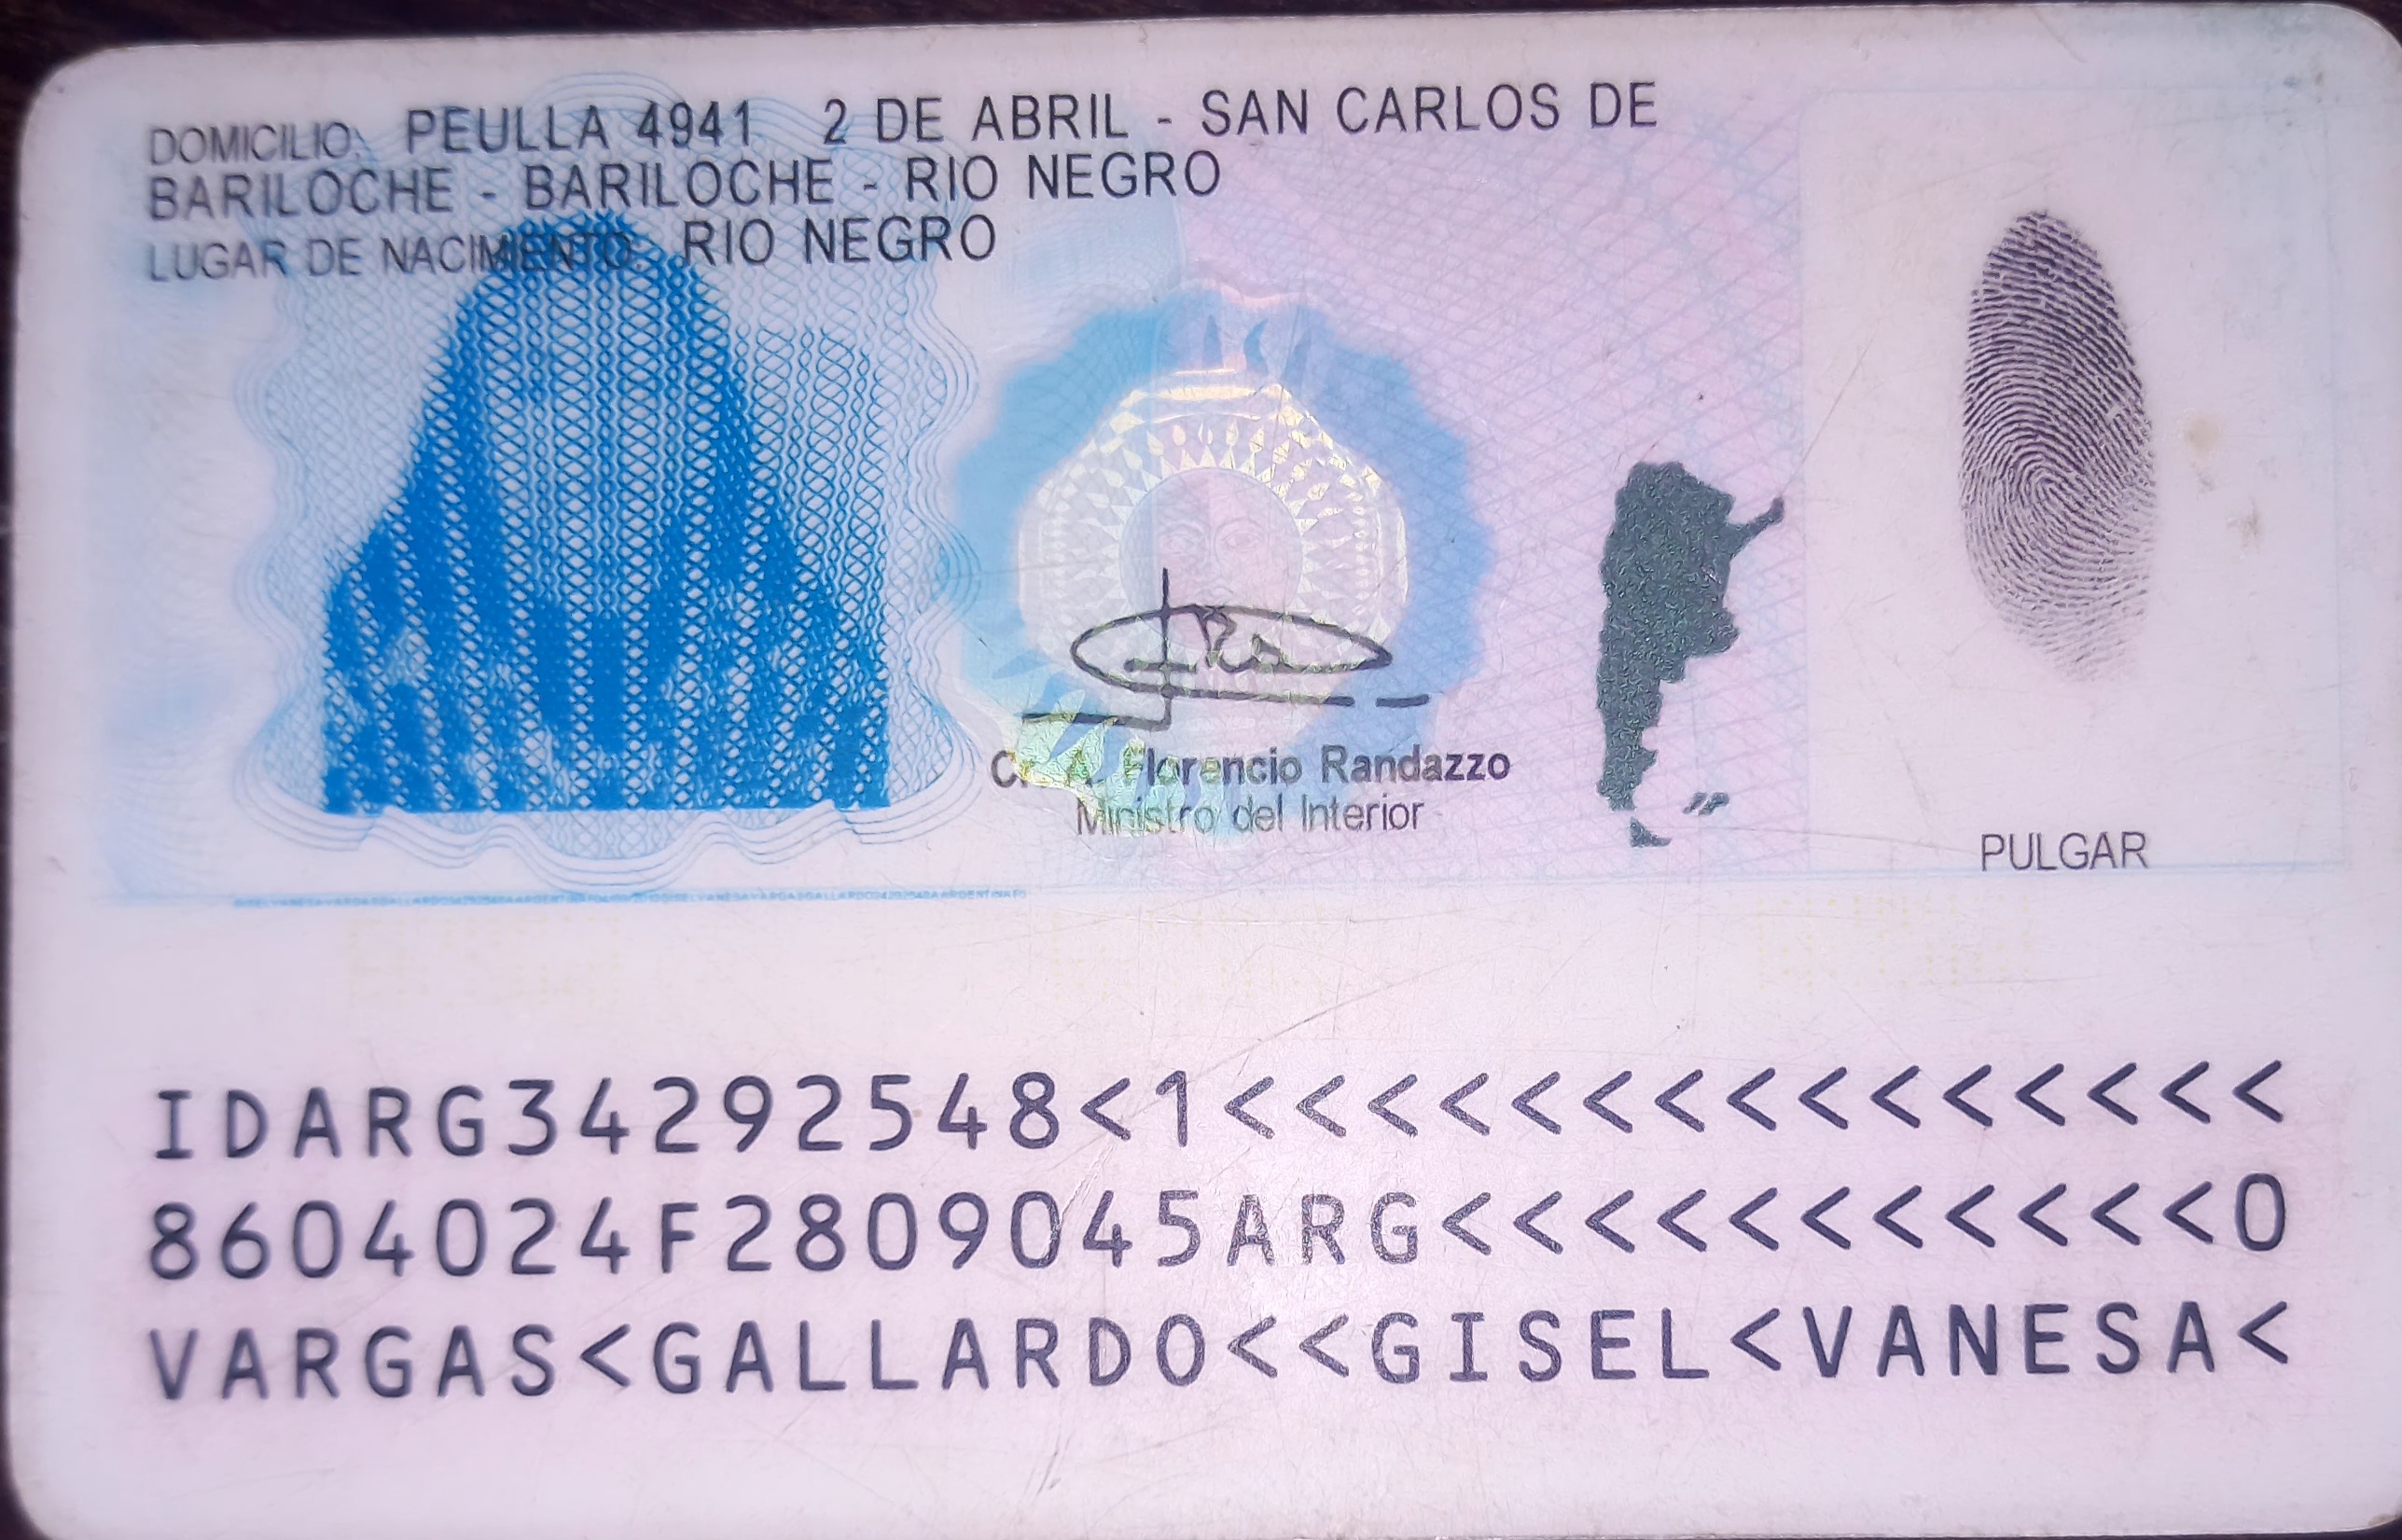 DOMICILIO: PEULLA 4941 2 DE ABRIL - SAN CARLOS DE
BARILOCHE - BARILOCHE - RIO NEGRO
LUGAR DE NACIMIENTO: RIO NEGRO
Cr. A. Florencio Randazzo
Ministro del Interior
PULGAR
IDARG34292548<1<<<<<<<<<<<<<<<
8604024F2809045ARG<<<<<<<<<<<0
VARGAS<GALLARDO<<GISEL<VANESA<